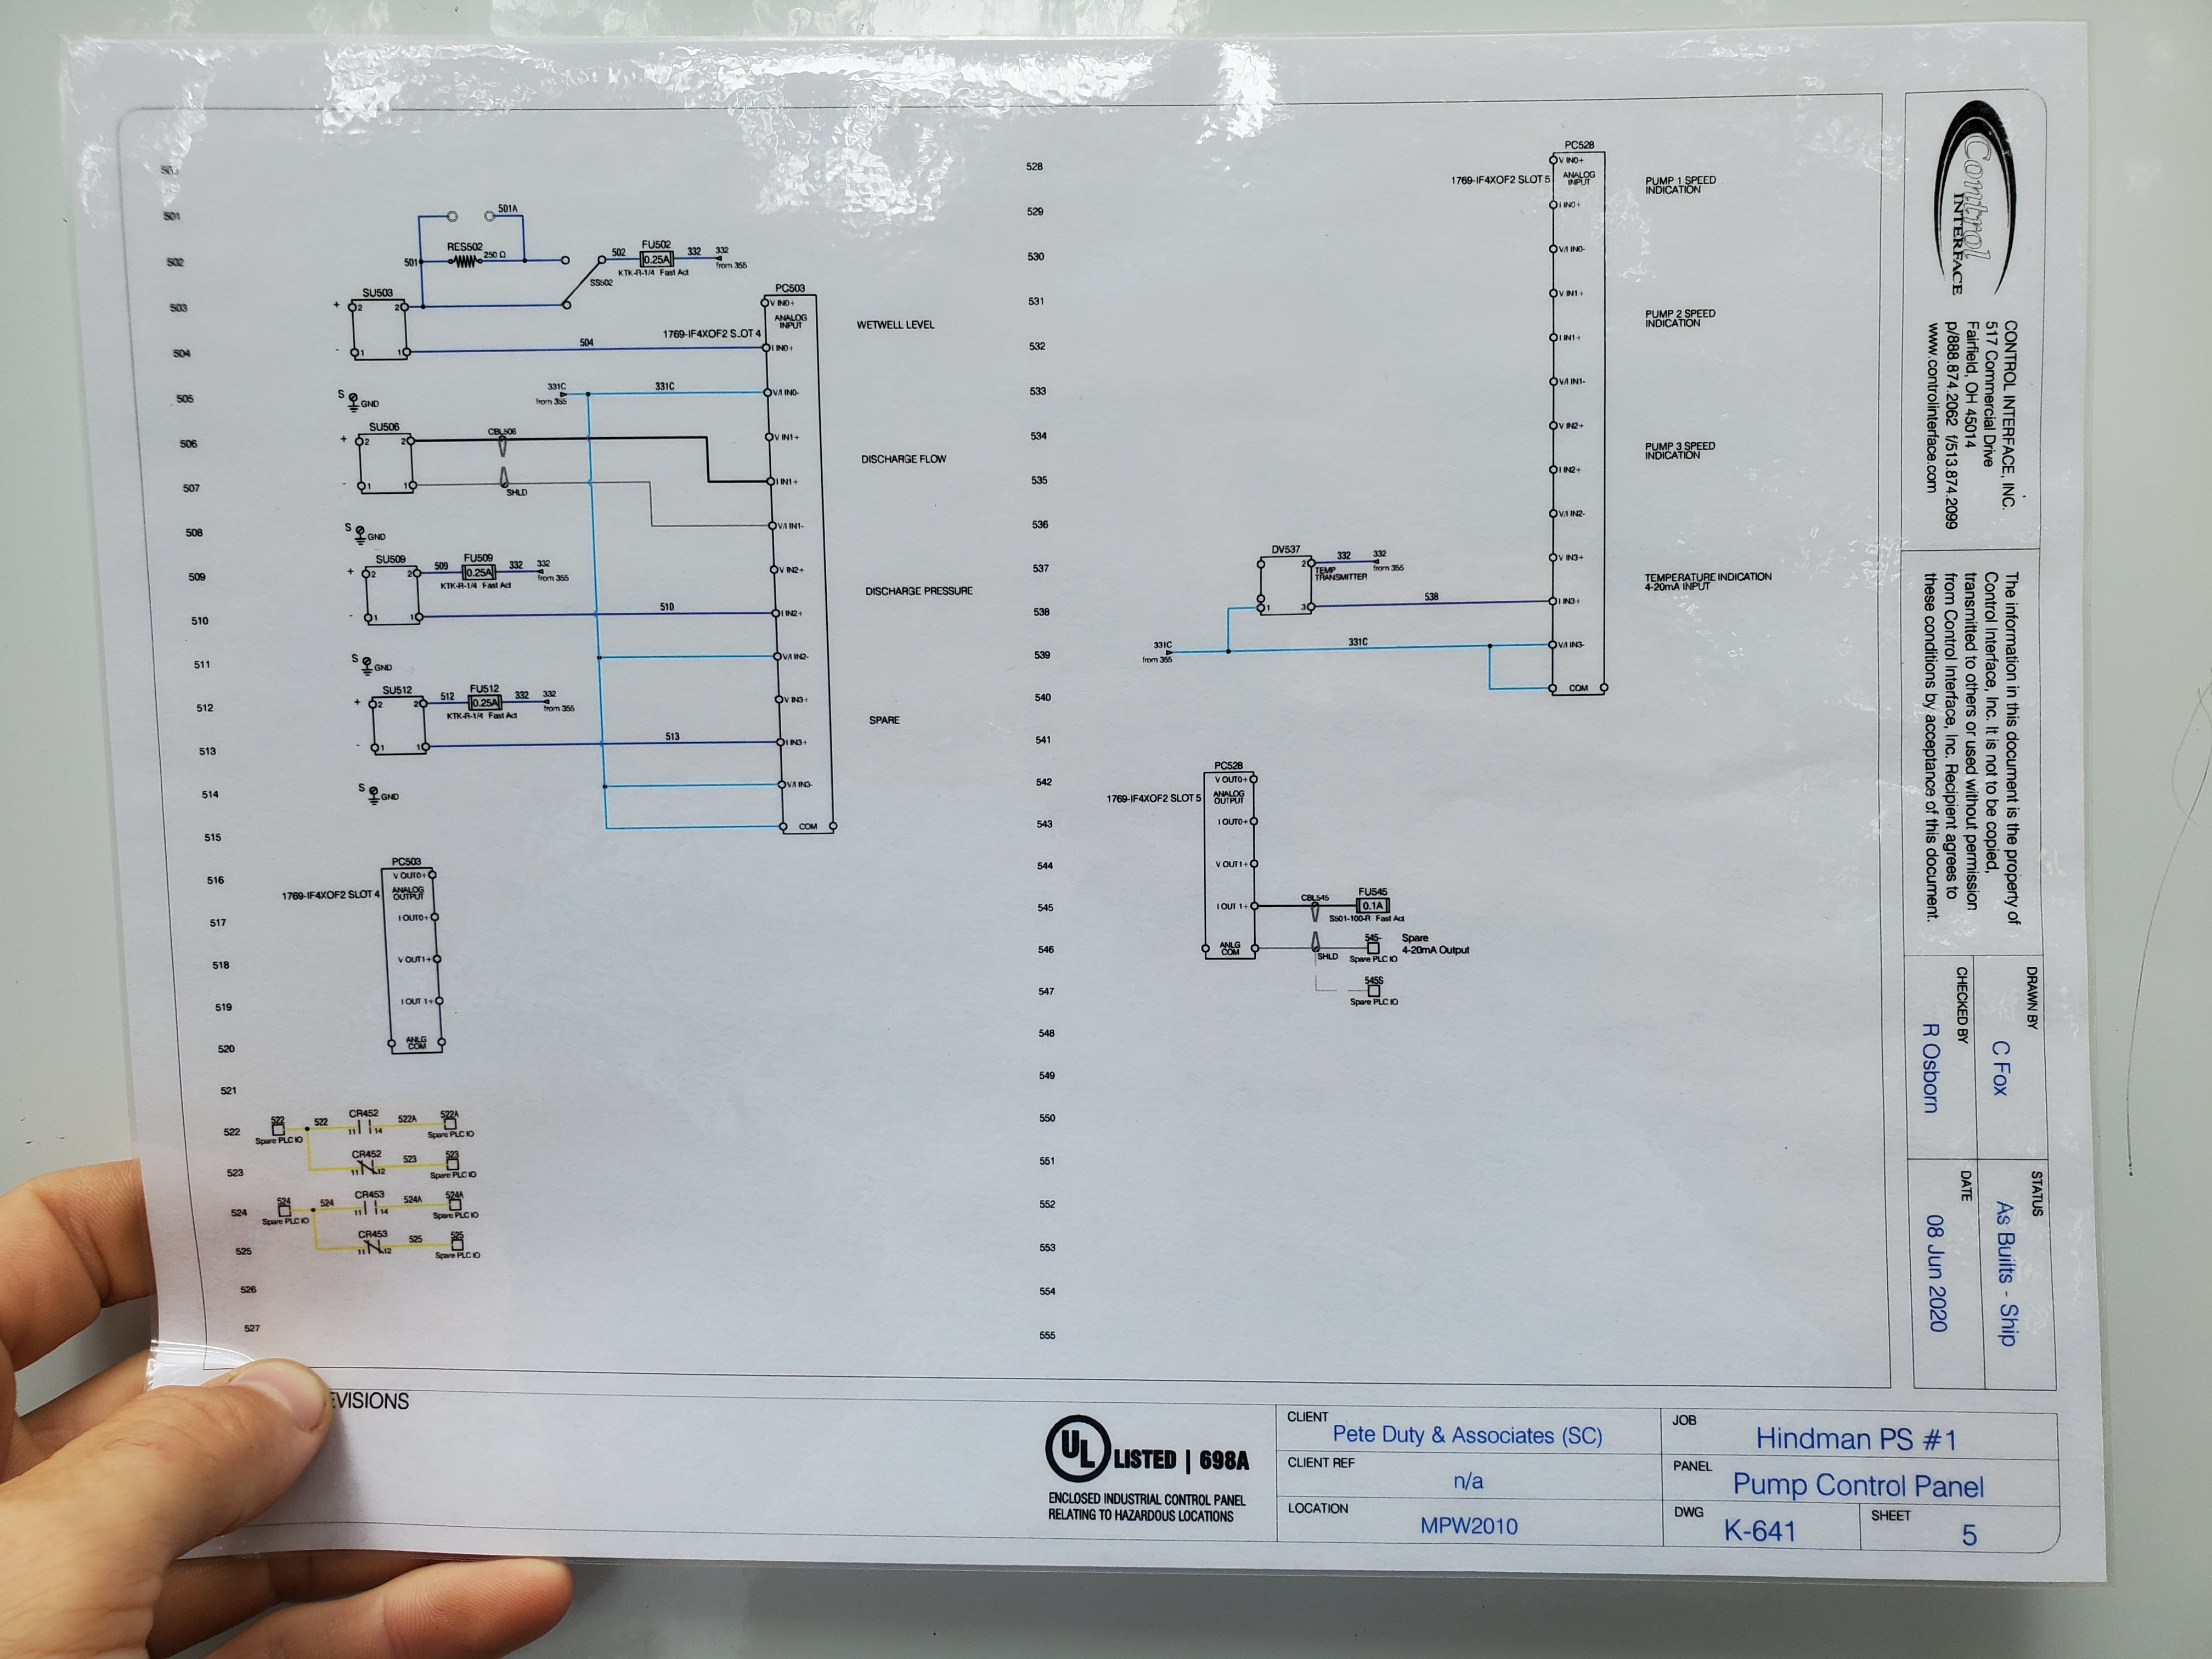 501
502
503
504
505
506
507
508
509
510
511
512
513
514
515
516
517
518
519
520
521
522
523
524
525
526
527
501A
RES502
250 Ω
501
502
FU502
0.25A
KTK-R-1/4 Fast Act
332
332
from 355
SS502
SU503
+ 2 2
- 1 1
504
PC503
V IN0+
ANALOG
INPUT
1769-IF4XOF2 SLOT 4
I IN0+
V/I IN0-
V IN1+
I IN1+
V/I IN1-
V IN2+
I IN2+
V/I IN2-
V IN3+
I IN3+
V/I IN3-
COM
WETWELL LEVEL
DISCHARGE FLOW
DISCHARGE PRESSURE
SPARE
331C
from 355
331C
S
GND
SU506
+ 2 2
- 1 1
CBL506
SHLD
S
GND
SU509
+ 2 2
- 1 1
509
FU509
0.25A
KTK-R-1/4 Fast Act
332
332
from 355
510
S
GND
SU512
+ 2 2
- 1 1
512
FU512
0.25A
KTK-R-1/4 Fast Act
332
332
from 355
513
S
GND
PC503
V OUT0+
1769-IF4XOF2 SLOT 4
ANALOG
OUTPUT
I OUT0+
V OUT1+
I OUT 1+
ANLG
COM
522
Spare PLC IO
522
CR452
11 14
522A
522A
Spare PLC IO
CR452
11 12
523
523
Spare PLC IO
524
Spare PLC IO
524
CR453
11 14
524A
524A
Spare PLC IO
CR453
11 12
525
525
Spare PLC IO
528
529
530
531
532
533
534
535
536
537
538
539
540
541
542
543
544
545
546
547
548
549
550
551
552
553
554
555
PC528
V IN0+
1769-IF4XOF2 SLOT 5
ANALOG
INPUT
I IN0+
V/I IN0-
V IN1+
I IN1+
V/I IN1-
V IN2+
I IN2+
V/I IN2-
V IN3+
I IN3+
V/I IN3-
COM
PUMP 1 SPEED
INDICATION
PUMP 2 SPEED
INDICATION
PUMP 3 SPEED
INDICATION
TEMPERATURE INDICATION
4-20mA INPUT
DV537
2
1 3
TEMP
TRANSMITTER
332
332
from 355
538
331C
from 355
331C
PC528
V OUT0+
1769-IF4XOF2 SLOT 5
ANALOG
OUTPUT
I OUT0+
V OUT1+
I OUT 1+
ANLG
COM
CBL545
FU545
0.1A
S501-100-R Fast Act
SHLD
545-
Spare PLC IO
Spare
4-20mA Output
545S
Spare PLC IO
Control
INTERFACE
CONTROL INTERFACE, INC.
517 Commercial Drive
Fairfield, OH 45014
p/888.874.2062 f/513.874.2099
www.controlinterface.com
The information in this document is the property of
Control Interface, Inc. It is not to be copied,
transmitted to others or used without permission
from Control Interface, Inc. Recipient agrees to
these conditions by acceptance of this document.
DRAWN BY
C Fox
CHECKED BY
R Osborn
STATUS
As Builts - Ship
DATE
08 Jun 2020
EVISIONS
UL LISTED | 698A
ENCLOSED INDUSTRIAL CONTROL PANEL
RELATING TO HAZARDOUS LOCATIONS
CLIENT
Pete Duty & Associates (SC)
CLIENT REF
n/a
LOCATION
MPW2010
JOB
Hindman PS #1
PANEL
Pump Control Panel
DWG
K-641
SHEET
5